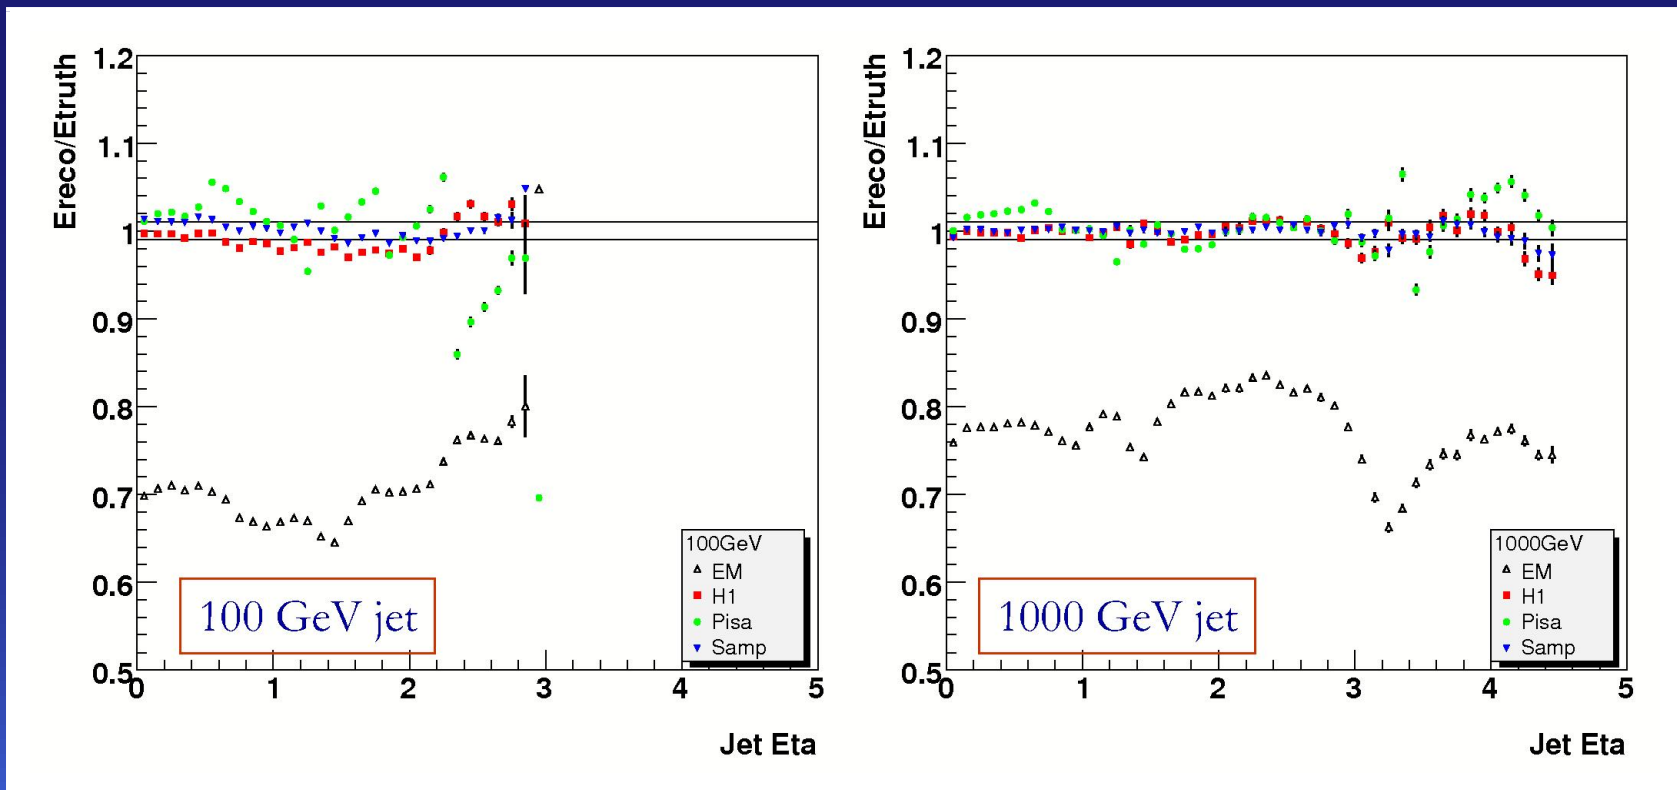 Ereco/Etruth
1.2
1.1
1
0.9
0.8
0.7
0.6
0.5
0 1 2 3 4 5
Jet Eta
100GeV
EM
H1
Pisa
Samp
100 GeV jet
Ereco/Etruth
1.2
1.1
1
0.9
0.8
0.7
0.6
0.5
0 1 2 3 4 5
Jet Eta
1000GeV
EM
H1
Pisa
Samp
1000 GeV jet